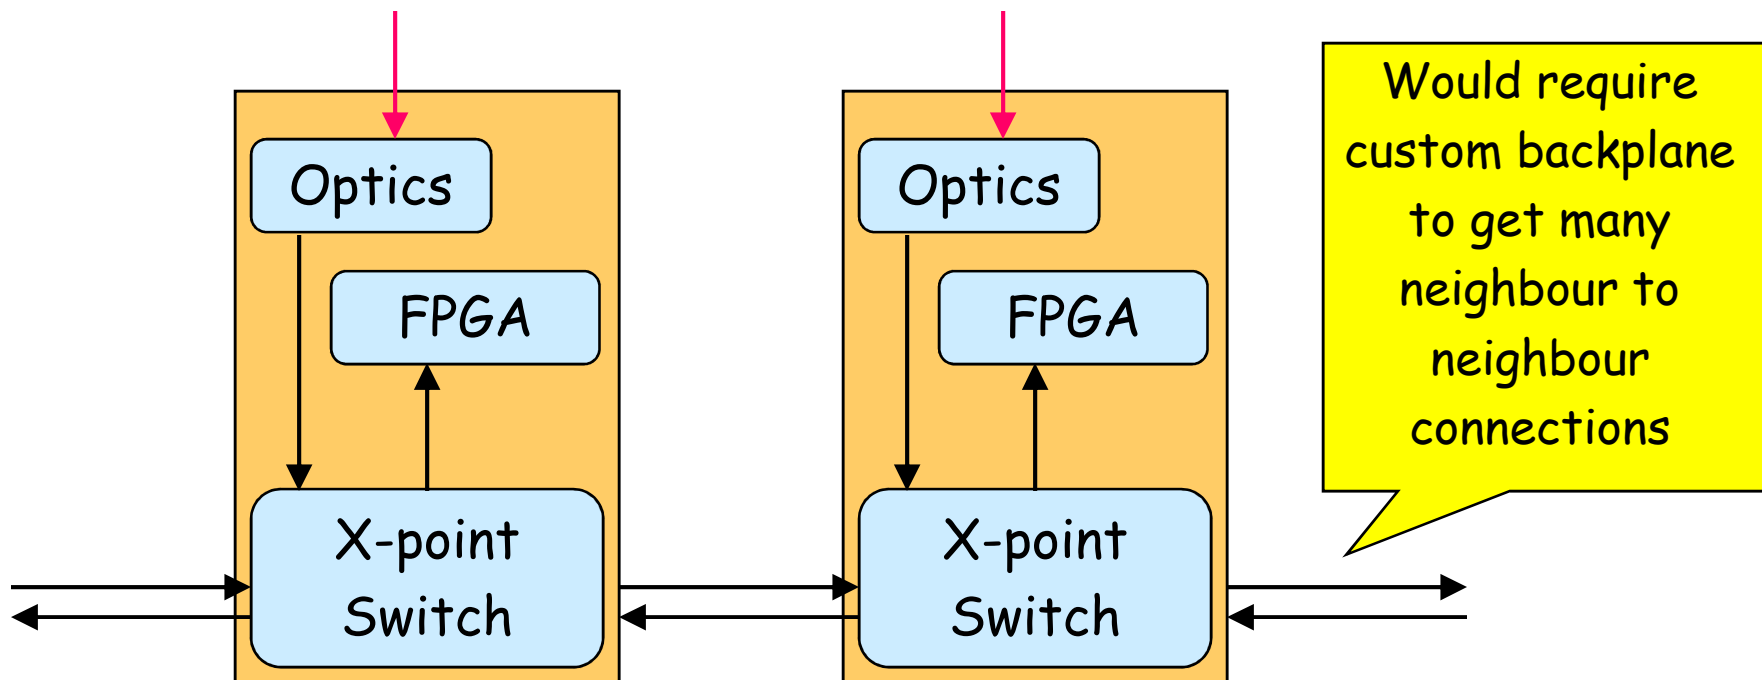 Optics
FPGA
X-point
Switch
Optics
FPGA
X-point
Switch
Would require
custom backplane
to get many
neighbour to
neighbour
connections